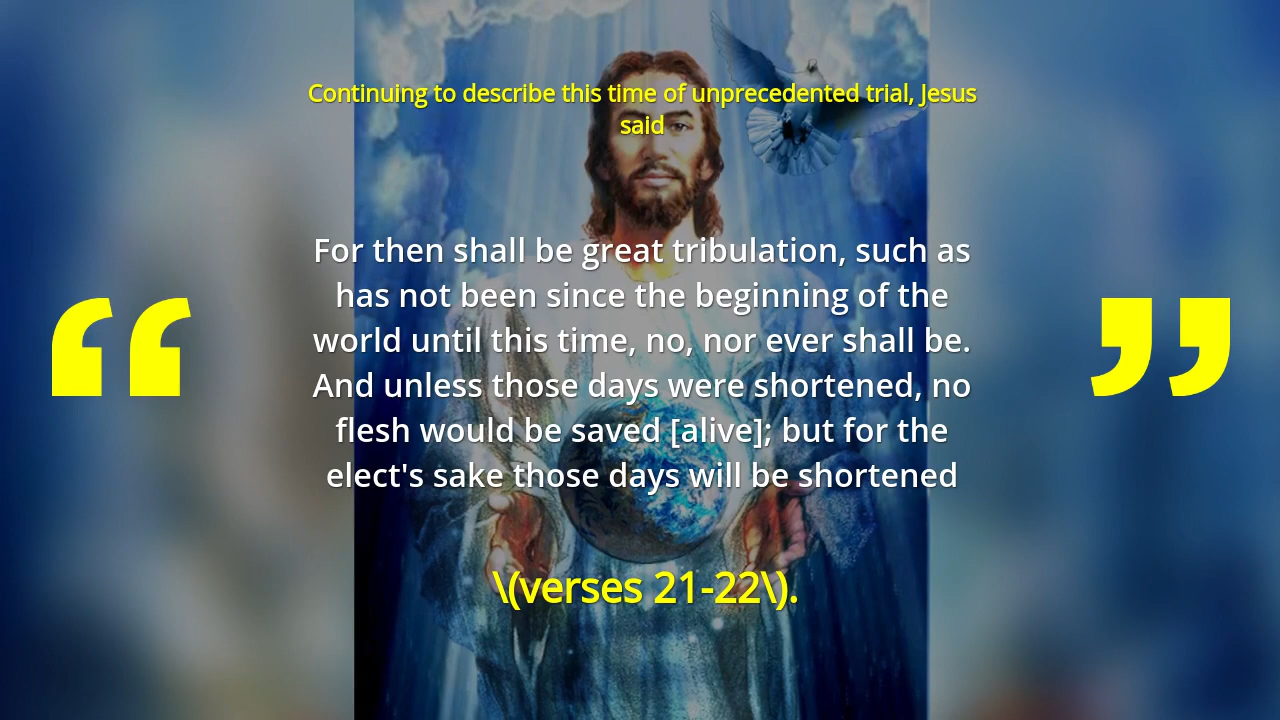 Continuing to describe this time of unprecedented trial, Jesus
said
“
For then shall be great tribulation, such as
has not been since the beginning of the
world until this time, no, nor ever shall be.
And unless those days were shortened, no
flesh would be saved [alive]; but for the
elect's sake those days will be shortened
”
\(verses 21-22\).